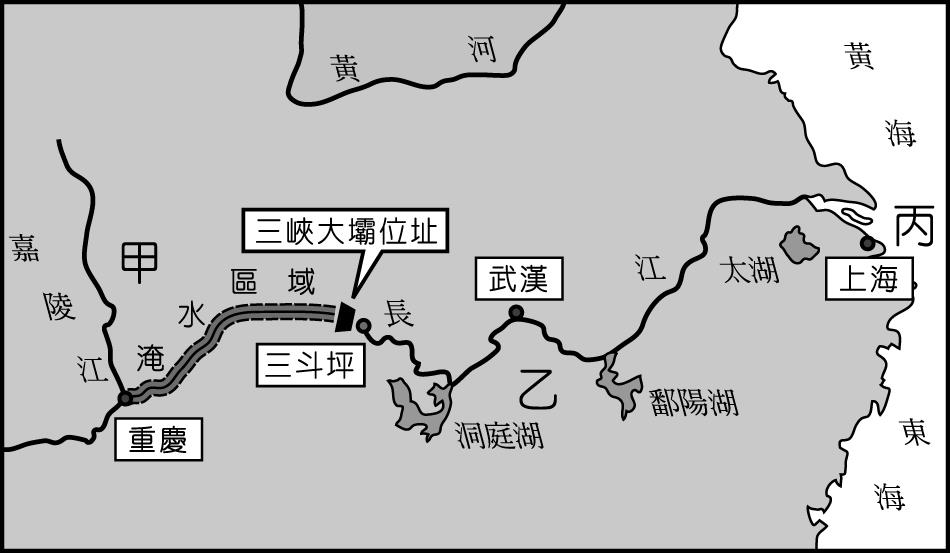 黃河
黃海
丙
三峽大壩位址
嘉陵江
甲
淹水區域
長江
武漢
太湖
上海
三斗坪
乙
鄱陽湖
洞庭湖
重慶
東海